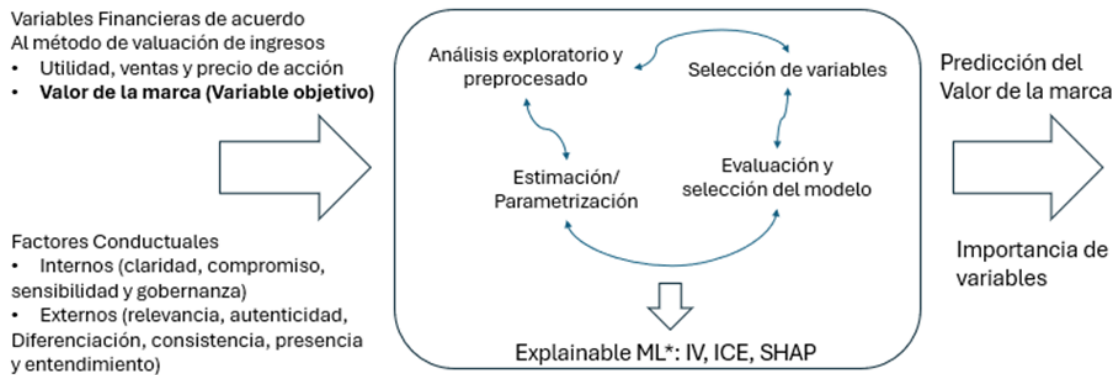 Variables Financieras de acuerdo
Al método de valuación de ingresos
• Utilidad, ventas y precio de acción
• Valor de la marca (Variable objetivo)
Factores Conductuales
• Internos (claridad, compromiso,
sensibilidad y gobernanza)
• Externos (relevancia, autenticidad,
Diferenciación, consistencia, presencia
y entendimiento)
Análisis exploratorio y
preprocesado
Selección de variables
Estimación/
Parametrización
Evaluación y
selección del modelo
Explainable ML*: IV, ICE, SHAP
Predicción del
Valor de la marca
Importancia de
variables